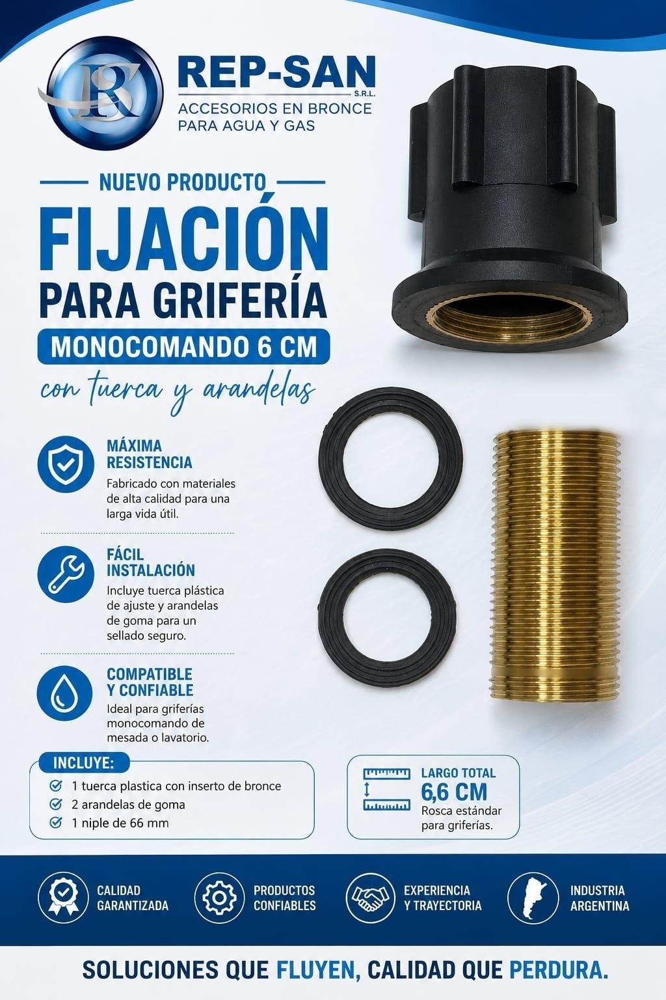 RS
REP-SAN
S.R.L.
ACCESORIOS EN BRONCE
PARA AGUA Y GAS
NUEVO PRODUCTO
FIJACIÓN
PARA GRIFERÍA
MONOCOMANDO 6 CM
con tuerca y arandelas
MÁXIMA
RESISTENCIA
Fabricado con materiales
de alta calidad para una
larga vida útil.
FÁCIL
INSTALACIÓN
Incluye tuerca plástica
de ajuste y arandelas
de goma para un
sellado seguro.
COMPATIBLE
Y CONFIABLE
Ideal para griferías
monocomando de
mesada o lavatorio.
INCLUYE:
1 tuerca plastica con inserto de bronce
2 arandelas de goma
1 niple de 66 mm
LARGO TOTAL
6,6 CM
Rosca estándar
para griferías.
CALIDAD
GARANTIZADA
PRODUCTOS
CONFIABLES
EXPERIENCIA
Y TRAYECTORIA
INDUSTRIA
ARGENTINA
SOLUCIONES QUE FLUYEN, CALIDAD QUE PERDURA.